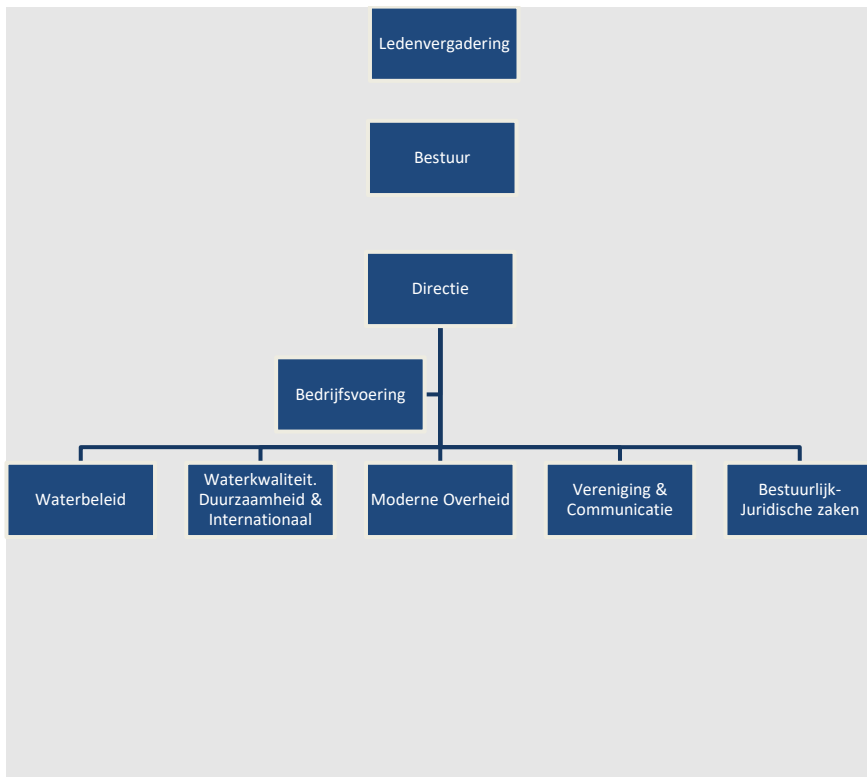 Ledenvergadering
Bestuur
Directie
Bedrijfsvoering
Waterbeleid
Waterkwaliteit.
Duurzaamheid &
Internationaal
Moderne Overheid
Vereniging &
Communicatie
Bestuurlijk-
Juridische zaken